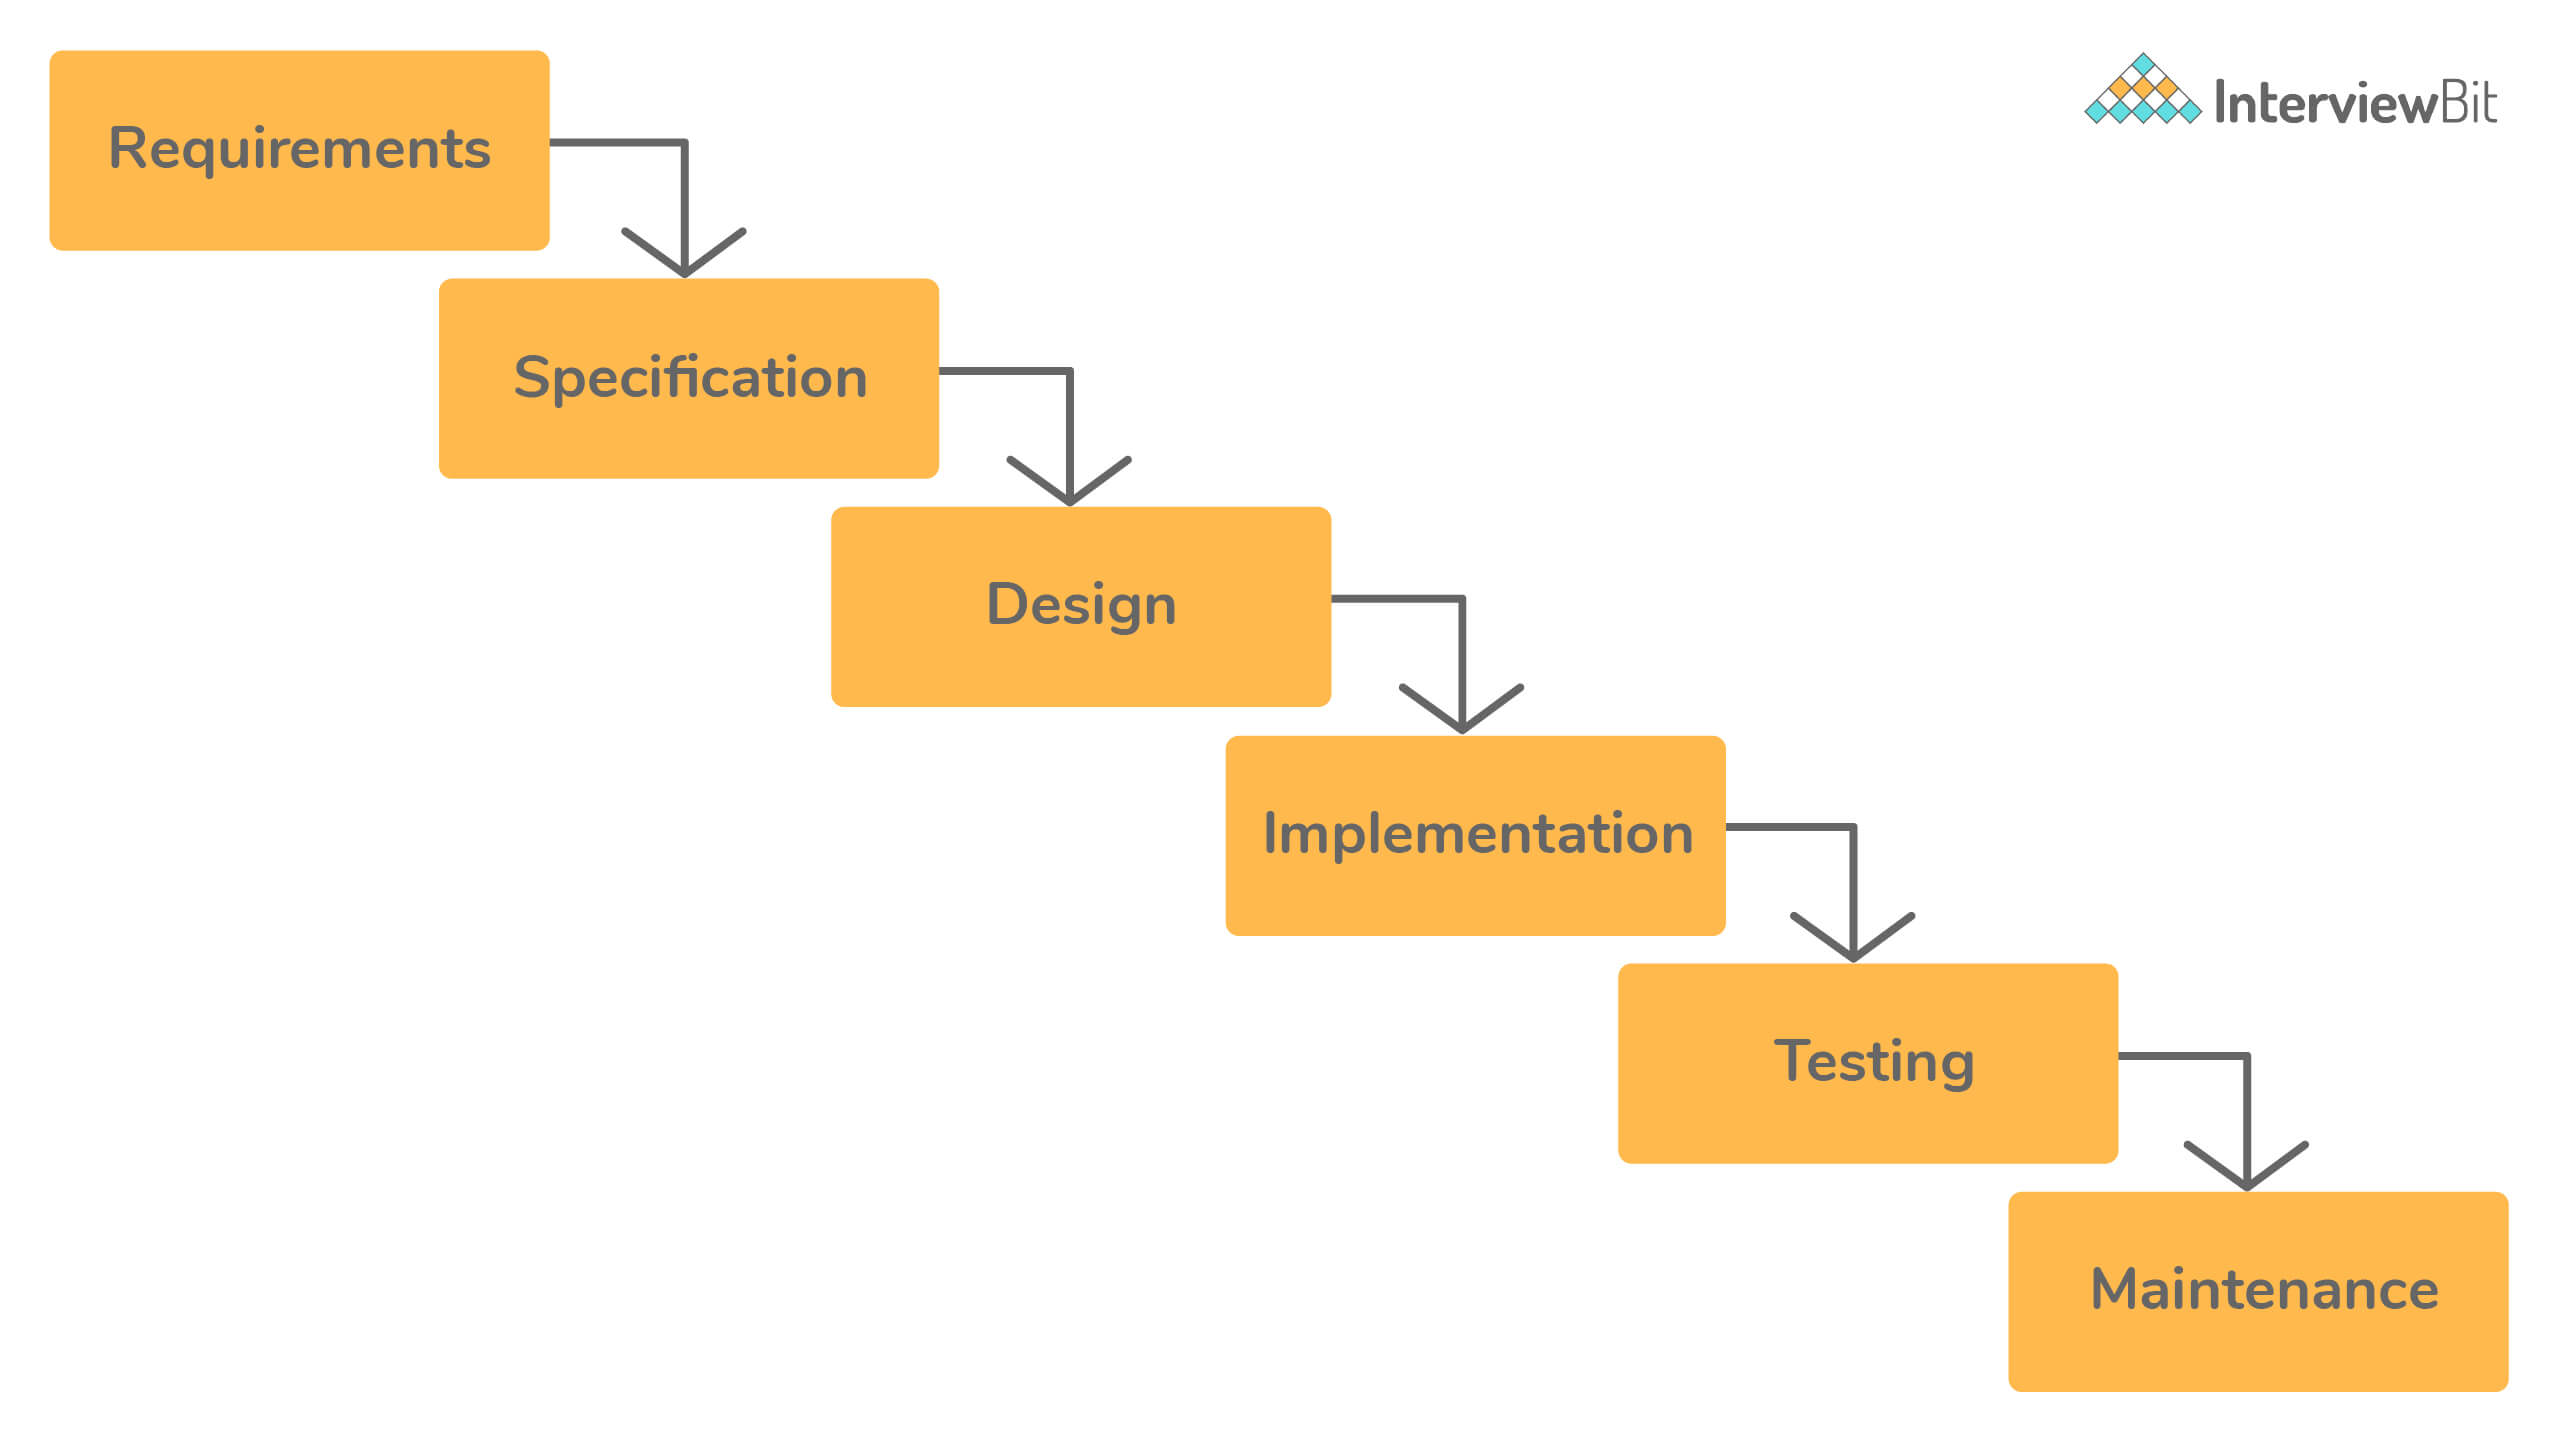 InterviewBit
Requirements
Specification
Design
Implementation
Testing
Maintenance